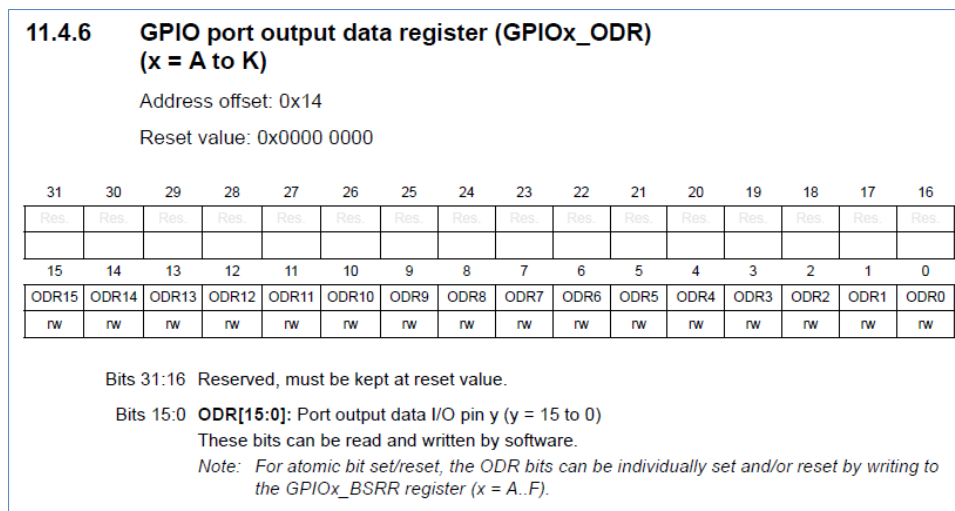 11.4.6 GPIO port output data register (GPIOx_ODR)
(x = A to K)
Address offset: 0x14
Reset value: 0x0000 0000
31 30 29 28 27 26 25 24 23 22 21 20 19 18 17 16
Res. Res. Res. Res. Res. Res. Res. Res. Res. Res. Res. Res. Res. Res. Res. Res.
15 14 13 12 11 10 9 8 7 6 5 4 3 2 1 0
ODR15 ODR14 ODR13 ODR12 ODR11 ODR10 ODR9 ODR8 ODR7 ODR6 ODR5 ODR4 ODR3 ODR2 ODR1 ODR0
rw rw rw rw rw rw rw rw rw rw rw rw rw rw rw rw
Bits 31:16 Reserved, must be kept at reset value.
Bits 15:0 ODR[15:0]: Port output data I/O pin y (y = 15 to 0)
These bits can be read and written by software.
Note: For atomic bit set/reset, the ODR bits can be individually set and/or reset by writing to
the GPIOx_BSRR register (x = A..F).